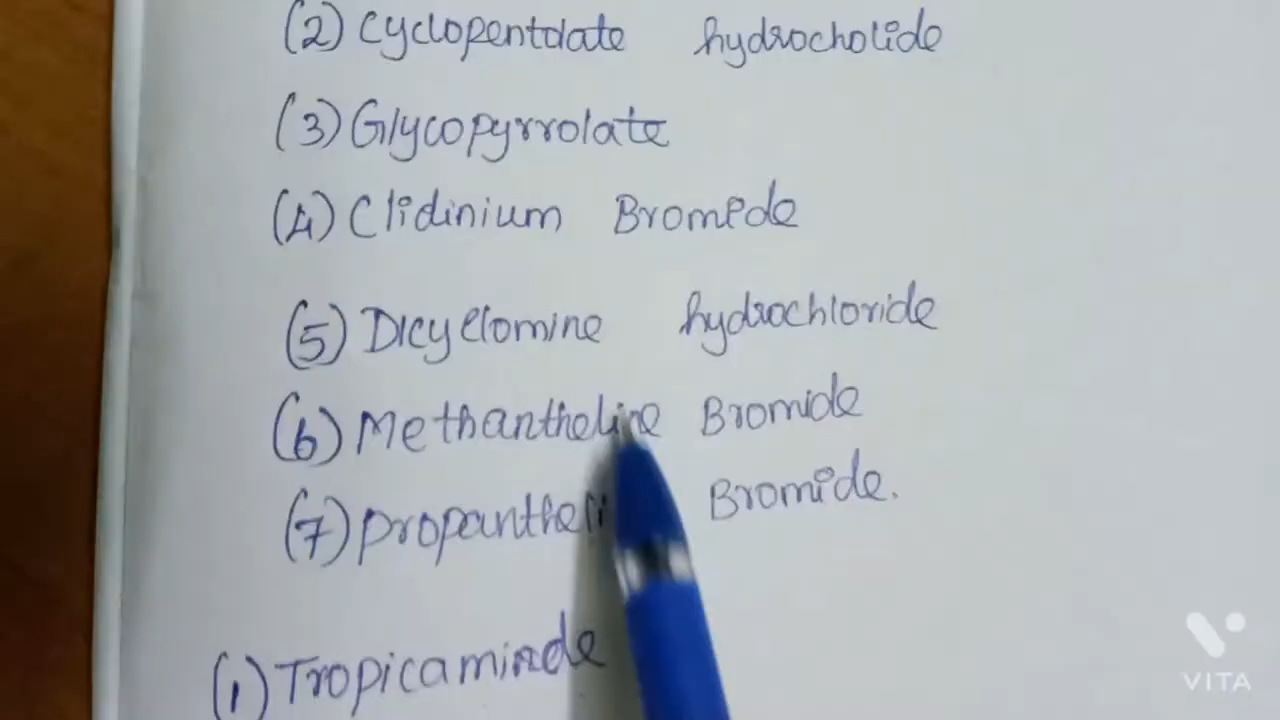 (2) Cyclopentolate hydrocholide
(3) Glycopyrrolate
(4) Clidinium Bromide
(5) Dicyclomine hydrochloride
(6) Methantheline Bromide
(7) propantheli Bromide.
(1) Tropicaminde
VITA